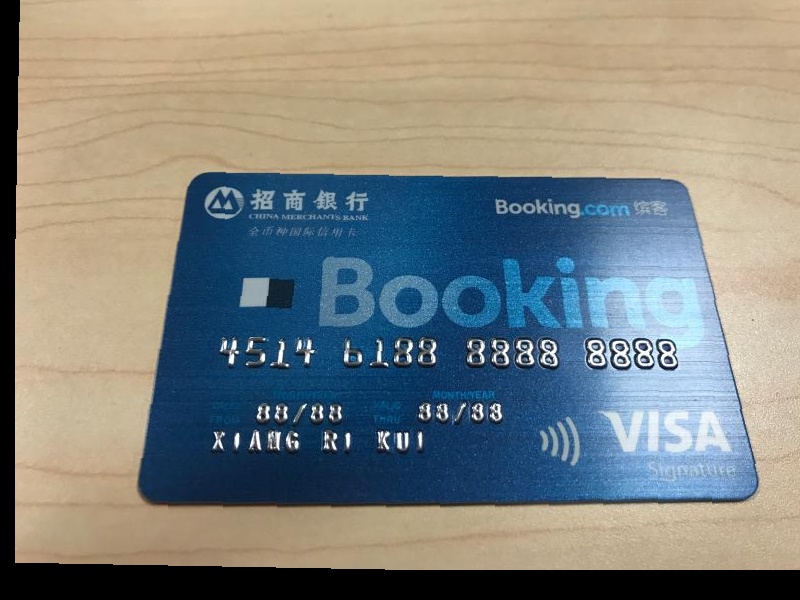 招商銀行
CHINA MERCHANTS BANK
全币种国际信用卡
Booking.com 缤客
Booking
4514 6188 8888 8888
MONTH/YEAR
88/88 88/88
XIANG RI KUI
VISA
Signature